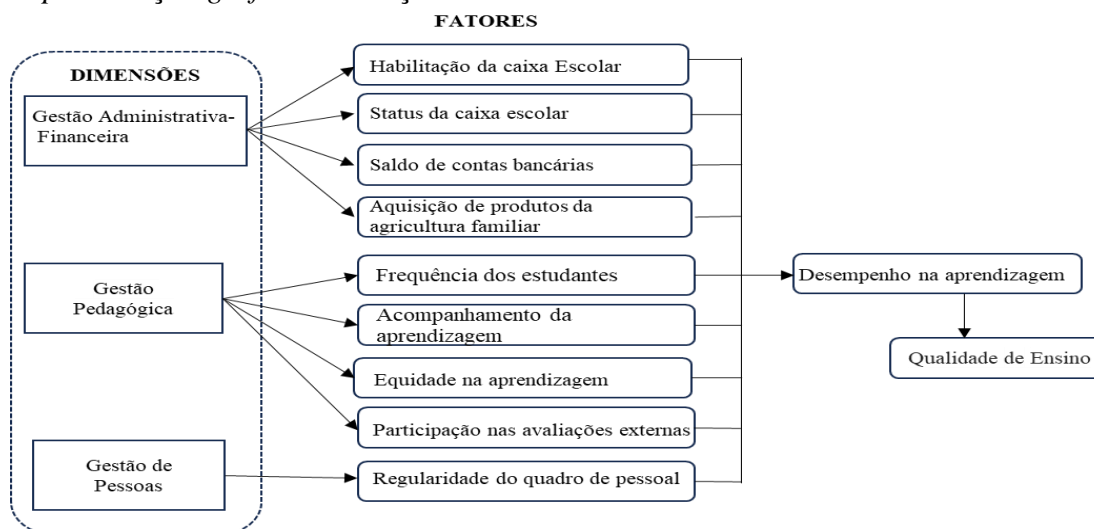 FATORES
DIMENSÕES
Gestão Administrativa-
Financeira
Gestão
Pedagógica
Gestão de
Pessoas
Habilitação da caixa Escolar
Status da caixa escolar
Saldo de contas bancárias
Aquisição de produtos da
agricultura familiar
Frequência dos estudantes
Acompanhamento da
aprendizagem
Equidade na aprendizagem
Participação nas avaliações externas
Regularidade do quadro de pessoal
Desempenho na aprendizagem
Qualidade de Ensino